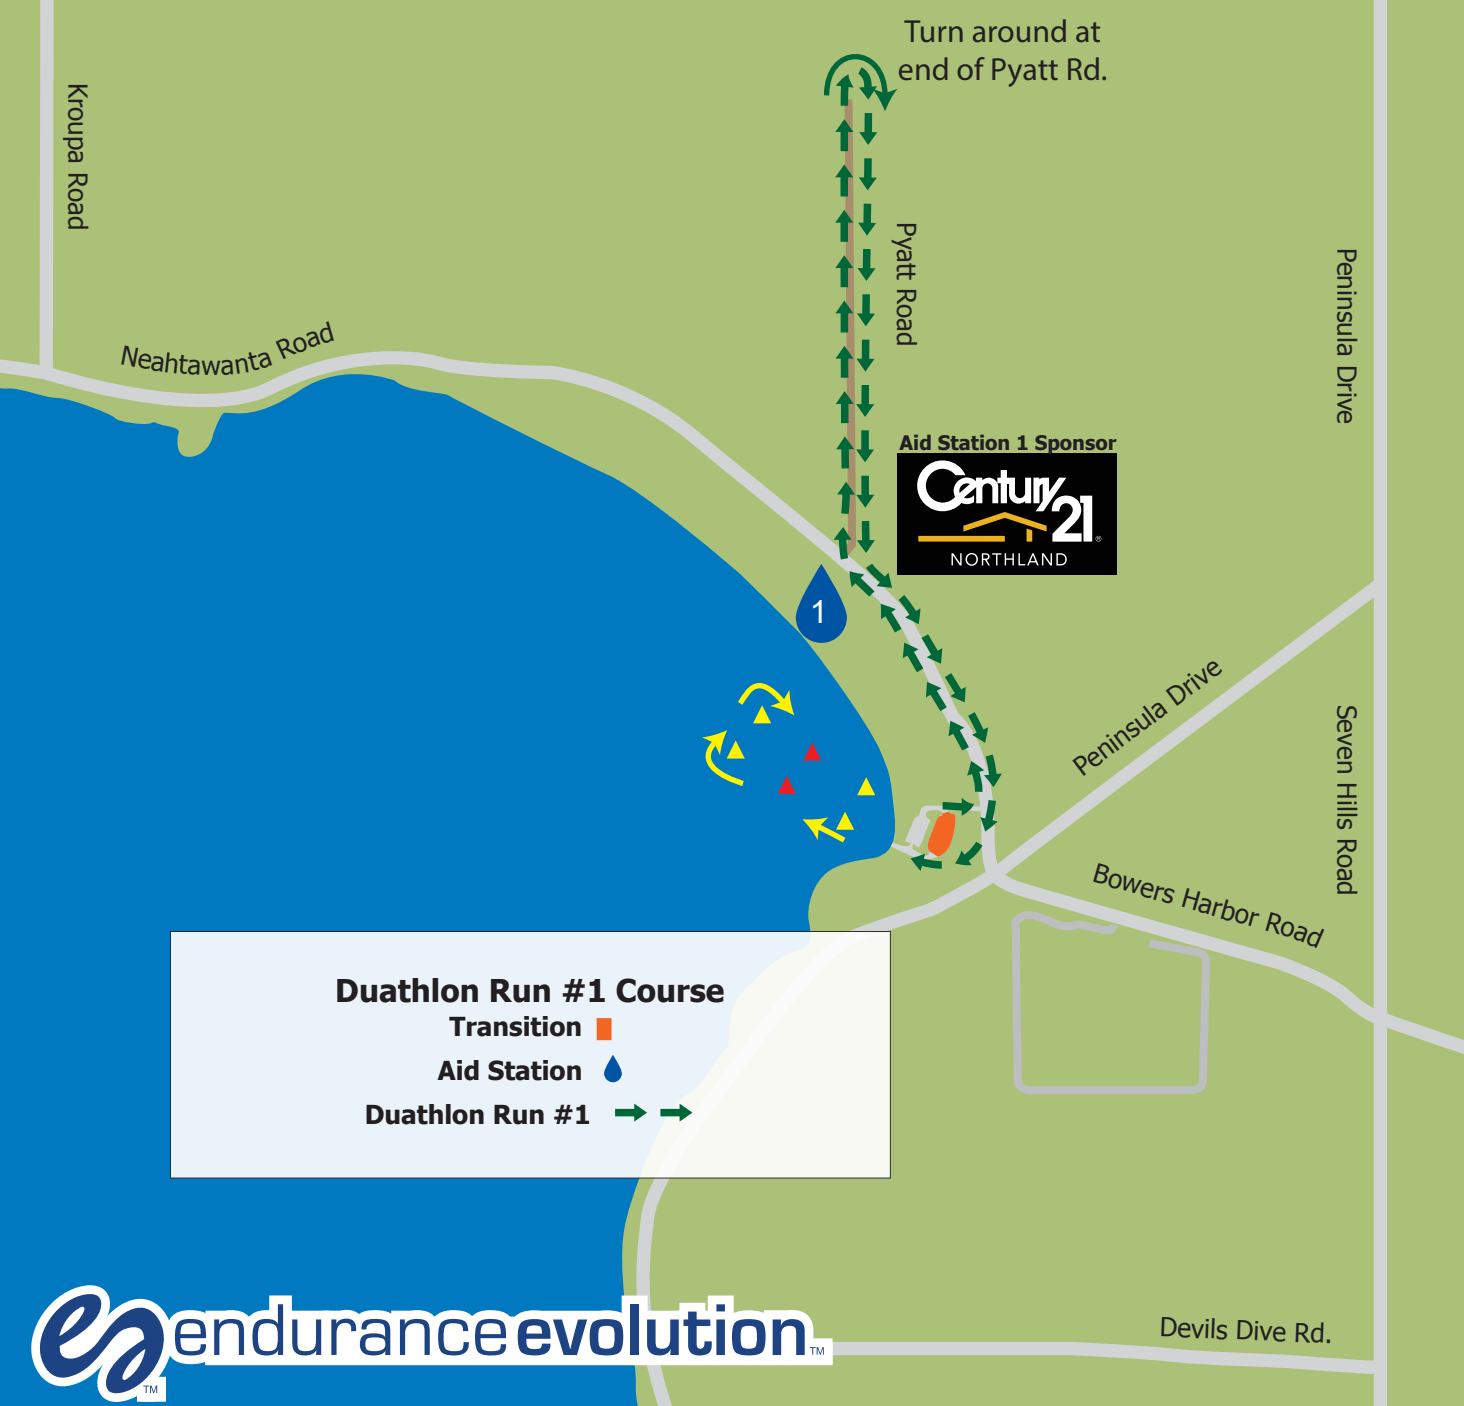 Turn around at
end of Pyatt Rd.
Kroupa Road
Pyatt Road
Peninsula Drive
Neahtawanta Road
Aid Station 1 Sponsor
Century
21
®
NORTHLAND
1
Peninsula Drive
Seven Hills Road
Bowers Harbor Road
Duathlon Run #1 Course
Transition
Aid Station
Duathlon Run #1
Devils Dive Rd.
enduranceevolution TM
TM